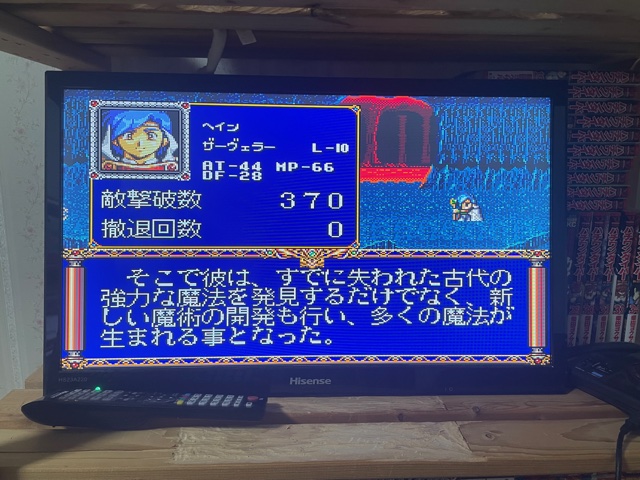 ヘイン
ザーヴェラー L-10
AT-44 MP-66
DF-28
敵撃破数 370
撤退回数 0
そこで彼は、すでに失われた古代の
強力な魔法を発見するだけでなく、新
しい魔術の開発も行い、多くの魔法が
生まれる事となった。
Hisense